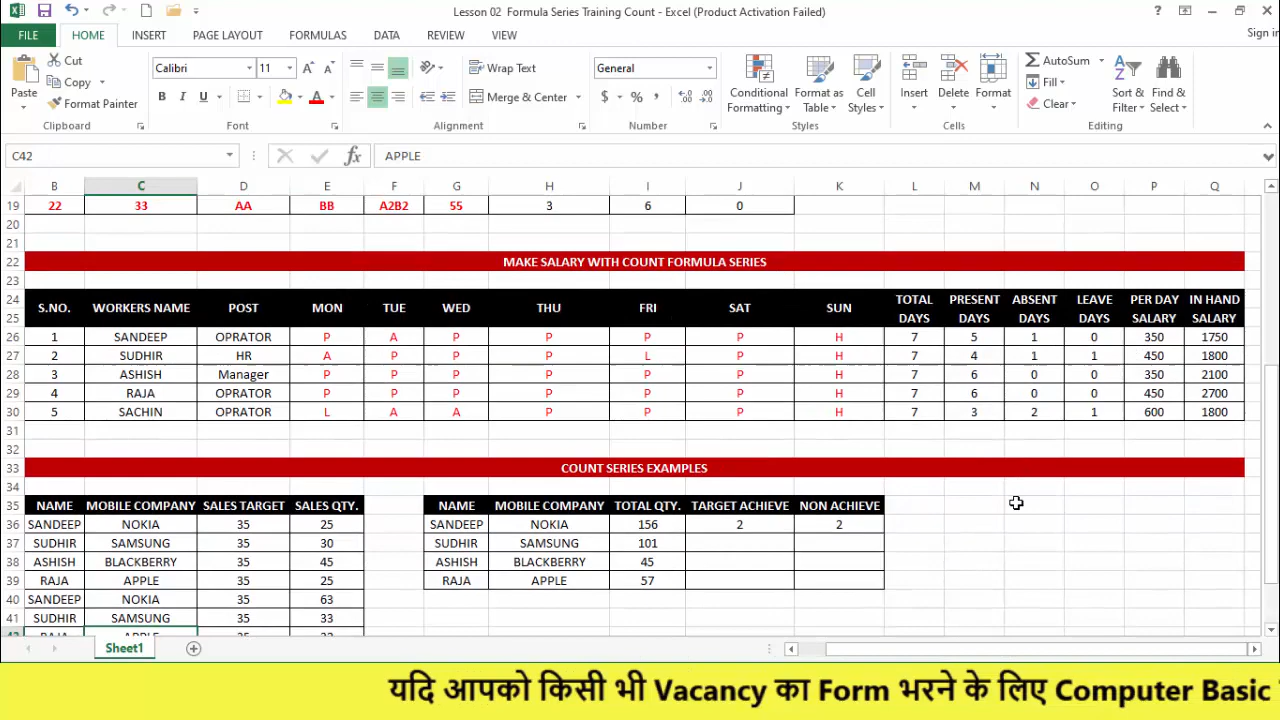 Lesson 02 Formula Series Training Count - Excel (Product Activation Failed)
FILE HOME INSERT PAGE LAYOUT FORMULAS DATA REVIEW VIEW Sign in
Paste Cut Copy Format Painter Clipboard
Calibri 11 B I U A Font
Wrap Text Merge & Center Alignment
General $ % , Number
Conditional Formatting Format as Table Cell Styles Styles
Insert Delete Format Cells
AutoSum Fill Clear Sort & Filter Find & Select Editing
C42 fx APPLE
B C D E F G H I J K L M N O P Q
19 22 33 AA BB A2B2 55 3 6 0
20
21
22 MAKE SALARY WITH COUNT FORMULA SERIES
23
24 25 S.NO. WORKERS NAME POST MON TUE WED THU FRI SAT SUN TOTAL DAYS PRESENT DAYS ABSENT DAYS LEAVE DAYS PER DAY SALARY IN HAND SALARY
26 1 SANDEEP OPRATOR P A P P P P H 7 5 1 0 350 1750
27 2 SUDHIR HR A P P P L P H 7 4 1 1 450 1800
28 3 ASHISH Manager P P P P P P H 7 6 0 0 350 2100
29 4 RAJA OPRATOR P P P P P P H 7 6 0 0 450 2700
30 5 SACHIN OPRATOR L A A P P P H 7 3 2 1 600 1800
31
32
33 COUNT SERIES EXAMPLES
34
35 NAME MOBILE COMPANY SALES TARGET SALES QTY. NAME MOBILE COMPANY TOTAL QTY. TARGET ACHIEVE NON ACHIEVE
36 SANDEEP NOKIA 35 25 SANDEEP NOKIA 156 2 2
37 SUDHIR SAMSUNG 35 30 SUDHIR SAMSUNG 101
38 ASHISH BLACKBERRY 35 45 ASHISH BLACKBERRY 45
39 RAJA APPLE 35 25 RAJA APPLE 57
40 SANDEEP NOKIA 35 63
41 SUDHIR SAMSUNG 35 33
Sheet1
यदि आपको किसी भी Vacancy का Form भरने के लिए Computer Basic